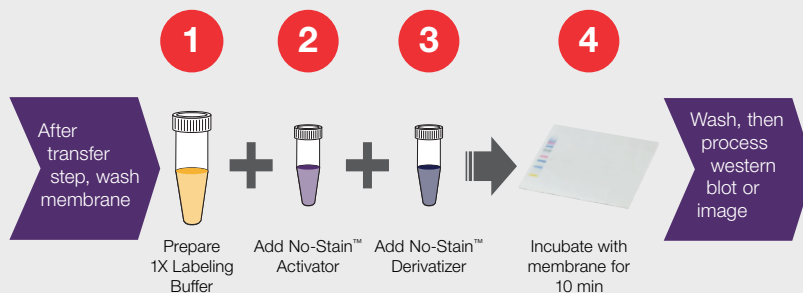 1
2
3
4
After
transfer
step, wash
membrane
Prepare
1X Labeling
Buffer
Add No-Stain™
Activator
Add No-Stain™
Derivatizer
Incubate with
membrane for
10 min
Wash, then
process
western
blot or
image